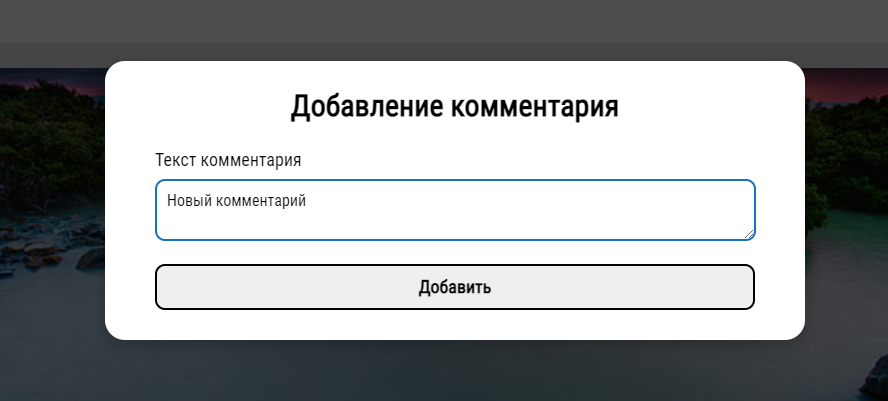 Добавление комментария
Текст комментария
Новый комментарий
Добавить